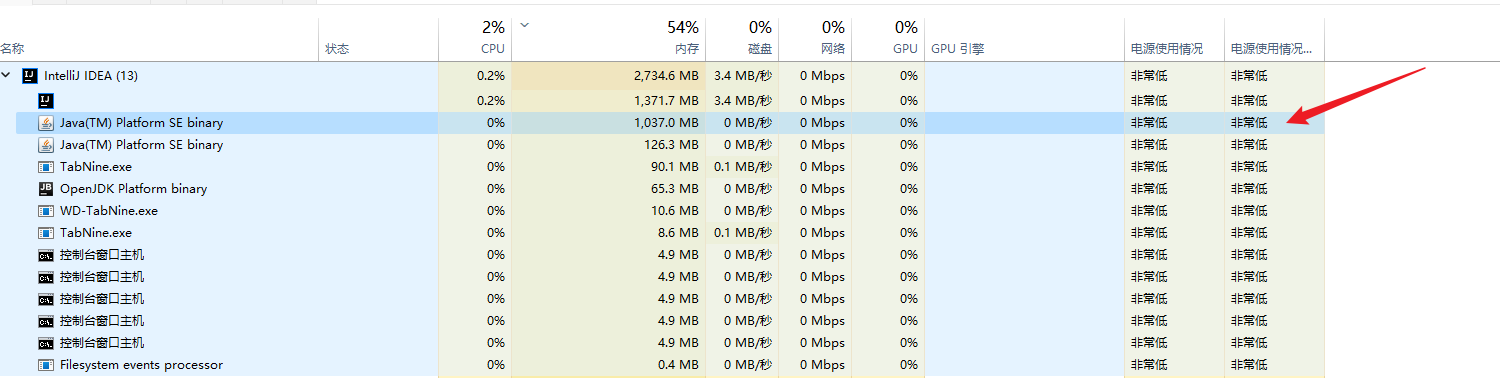 2% 54% 0% 0% 0%
名称 状态 CPU 内存 磁盘 网络 GPU GPU 引擎 电源使用情况 电源使用情况...
IntelliJ IDEA (13) 0.2% 2,734.6 MB 3.4 MB/秒 0 Mbps 0% 非常低 非常低
0.2% 1,371.7 MB 3.4 MB/秒 0 Mbps 0% 非常低 非常低
Java(TM) Platform SE binary 0% 1,037.0 MB 0 MB/秒 0 Mbps 0% 非常低 非常低
Java(TM) Platform SE binary 0% 126.3 MB 0 MB/秒 0 Mbps 0% 非常低 非常低
TabNine.exe 0% 90.1 MB 0.1 MB/秒 0 Mbps 0% 非常低 非常低
OpenJDK Platform binary 0% 65.3 MB 0 MB/秒 0 Mbps 0% 非常低 非常低
WD-TabNine.exe 0% 10.6 MB 0 MB/秒 0 Mbps 0% 非常低 非常低
TabNine.exe 0% 8.6 MB 0.1 MB/秒 0 Mbps 0% 非常低 非常低
控制台窗口主机 0% 4.9 MB 0 MB/秒 0 Mbps 0% 非常低 非常低
控制台窗口主机 0% 4.9 MB 0 MB/秒 0 Mbps 0% 非常低 非常低
控制台窗口主机 0% 4.9 MB 0 MB/秒 0 Mbps 0% 非常低 非常低
控制台窗口主机 0% 4.9 MB 0 MB/秒 0 Mbps 0% 非常低 非常低
控制台窗口主机 0% 4.9 MB 0 MB/秒 0 Mbps 0% 非常低 非常低
Filesystem events processor 0% 0.4 MB 0 MB/秒 0 Mbps 0% 非常低 非常低